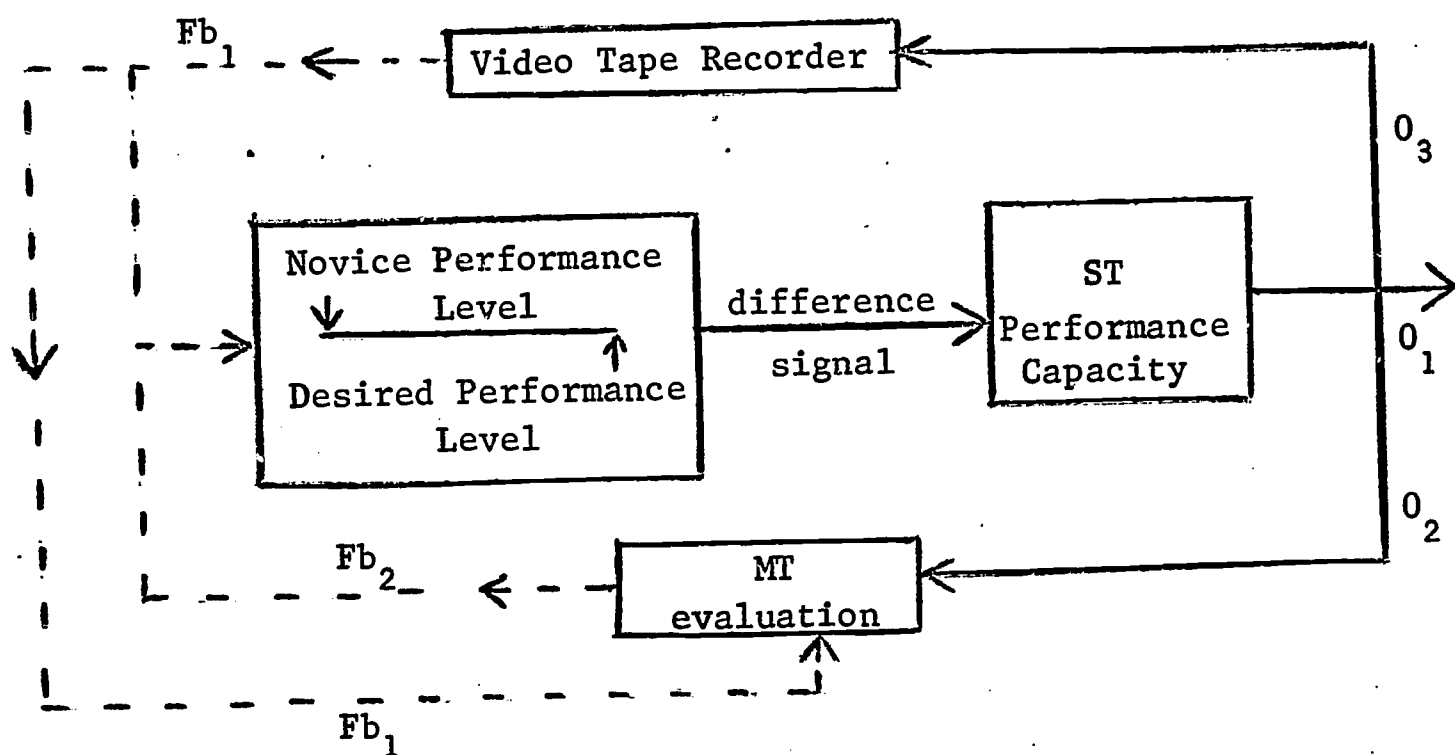 Fb₁
Video Tape Recorder
O₃
Novice Performance
Level
Desired Performance
Level
difference
signal
ST
Performance
Capacity
O₁
O₂
Fb₂
MT
evaluation
Fb₁